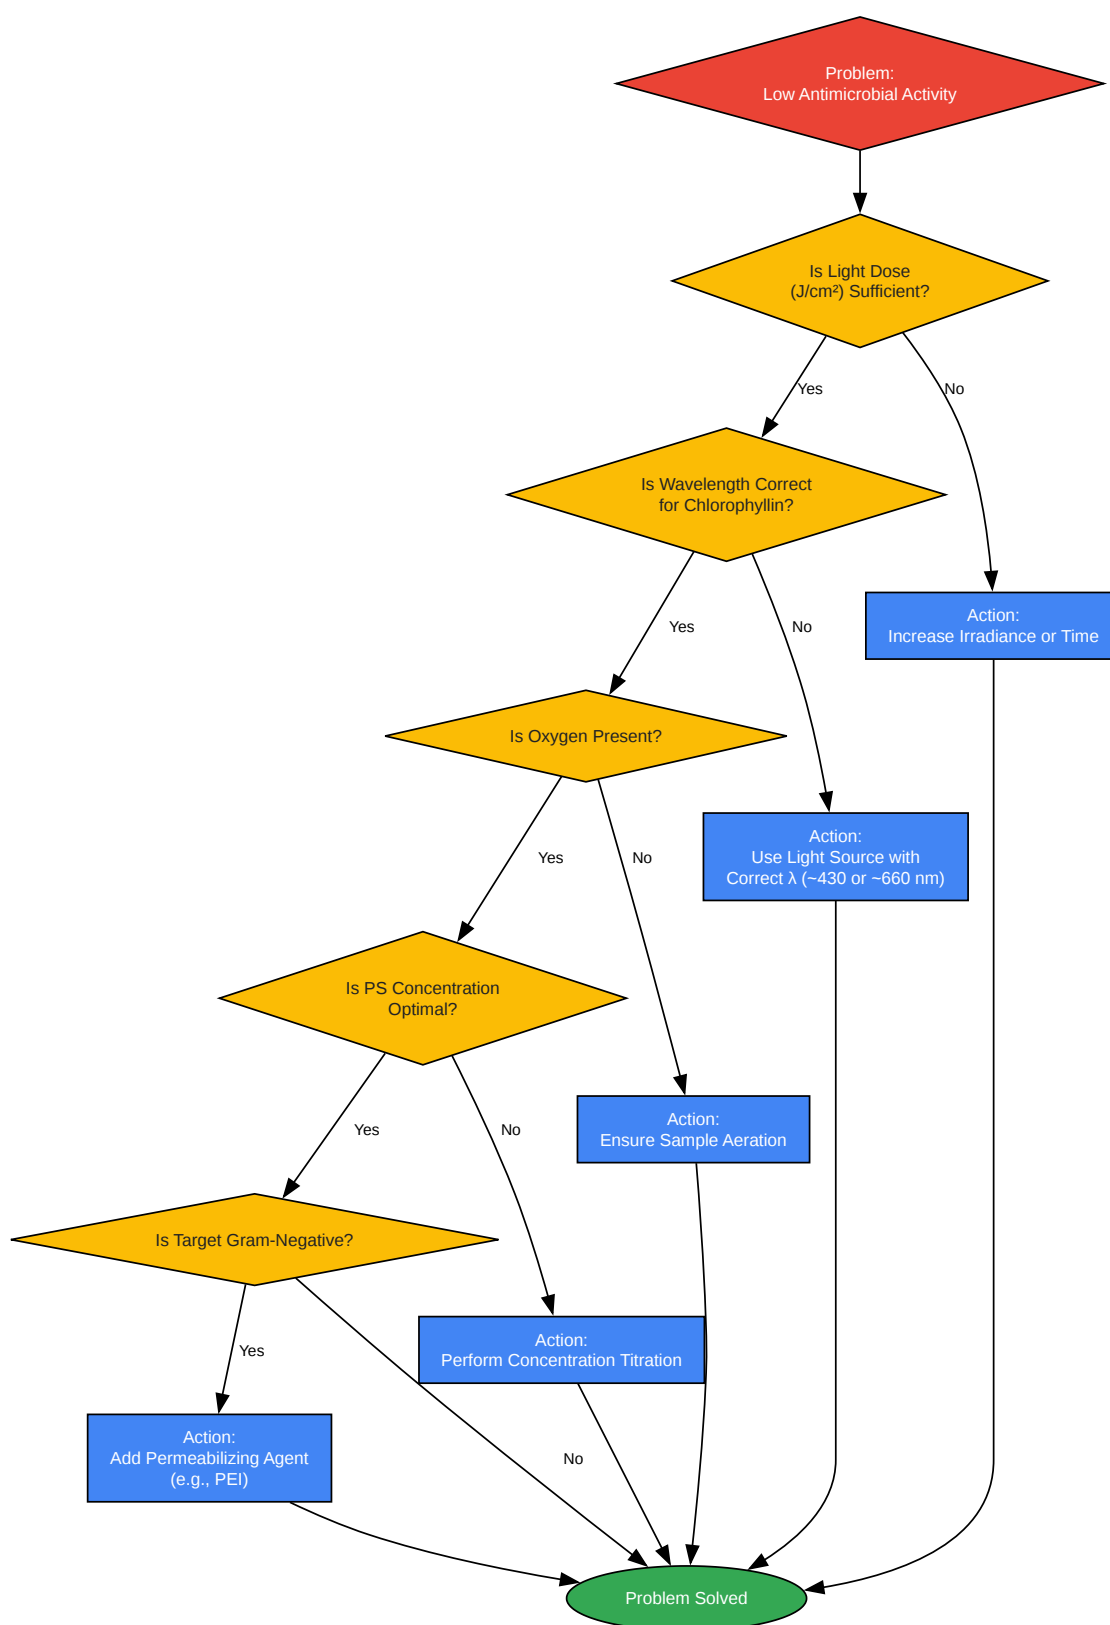 Problem:
Low Antimicrobial Activity
Is Light Dose
(J/cm²) Sufficient?
Yes
No
Is Wavelength Correct
for Chlorophyllin?
Action:
Increase Irradiance or Time
Yes
No
Is Oxygen Present?
Action:
Use Light Source with
Correct λ (~430 or ~660 nm)
Yes
No
Is PS Concentration
Optimal?
Action:
Ensure Sample Aeration
Yes
No
Is Target Gram-Negative?
Action:
Perform Concentration Titration
Yes
No
Action:
Add Permeabilizing Agent
(e.g., PEI)
Problem Solved